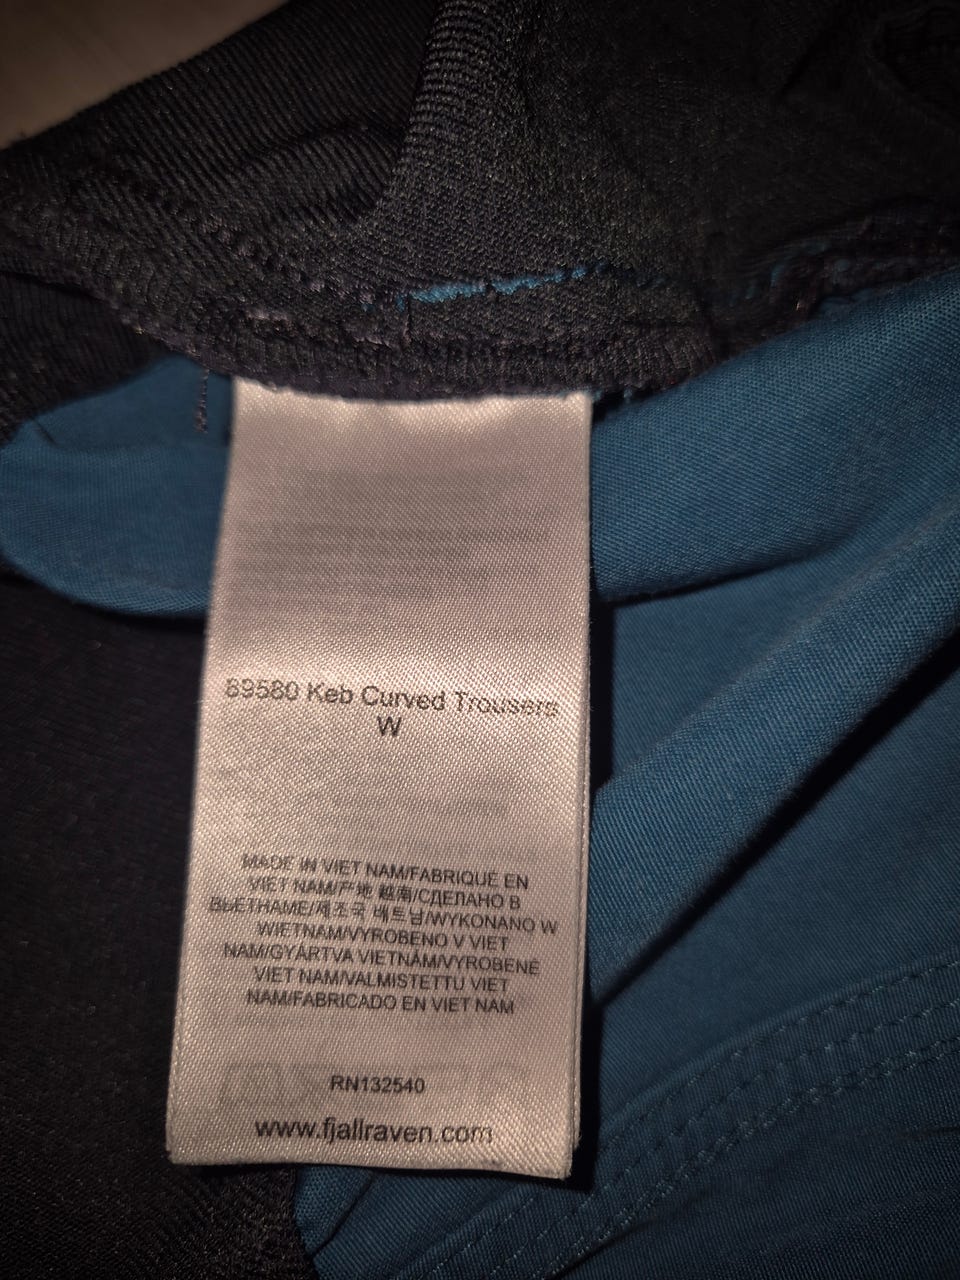 89580 Keb Curved Trousers
W
MADE IN VIET NAM/FABRIQUÉ EN
VIET NAM/产地 越南/СДЕЛАНО В
ВЬЕТНАМЕ/제조국 베트남/WYKONANO W
WIETNAM/VYROBENO V VIET
NAM/GYÁRTVA VIETNÁM/VYROBENÉ
VIET NAM/VALMISTETTU VIET
NAM/FABRICADO EN VIET NAM
RN132540
www.fjallraven.com